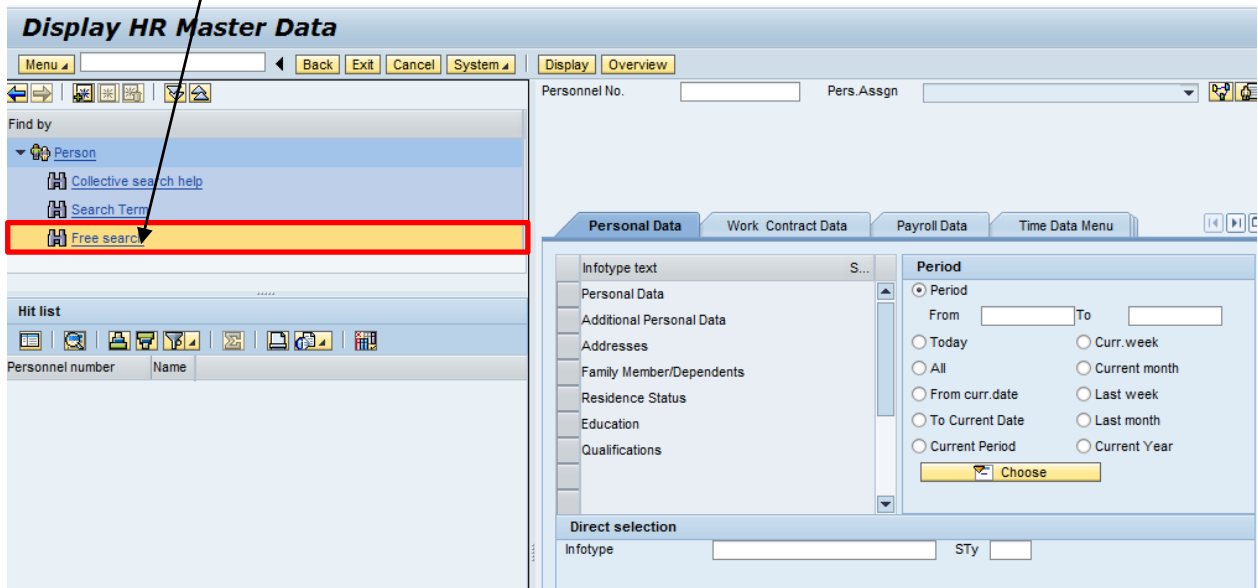 Display HR Master Data
Menu Back Exit Cancel System Display Overview
Find by
Person
Collective search help
Search Term
Free search
Hit list
Personnel number Name
Personnel No. Pers.Assgn
Personal Data Work Contract Data Payroll Data Time Data Menu
Infotype text S...
Personal Data
Additional Personal Data
Addresses
Family Member/Dependents
Residence Status
Education
Qualifications
Period
Period
From To
Today Curr.week
All Current month
From curr.date Last week
To Current Date Last month
Current Period Current Year
Choose
Direct selection
Infotype STy